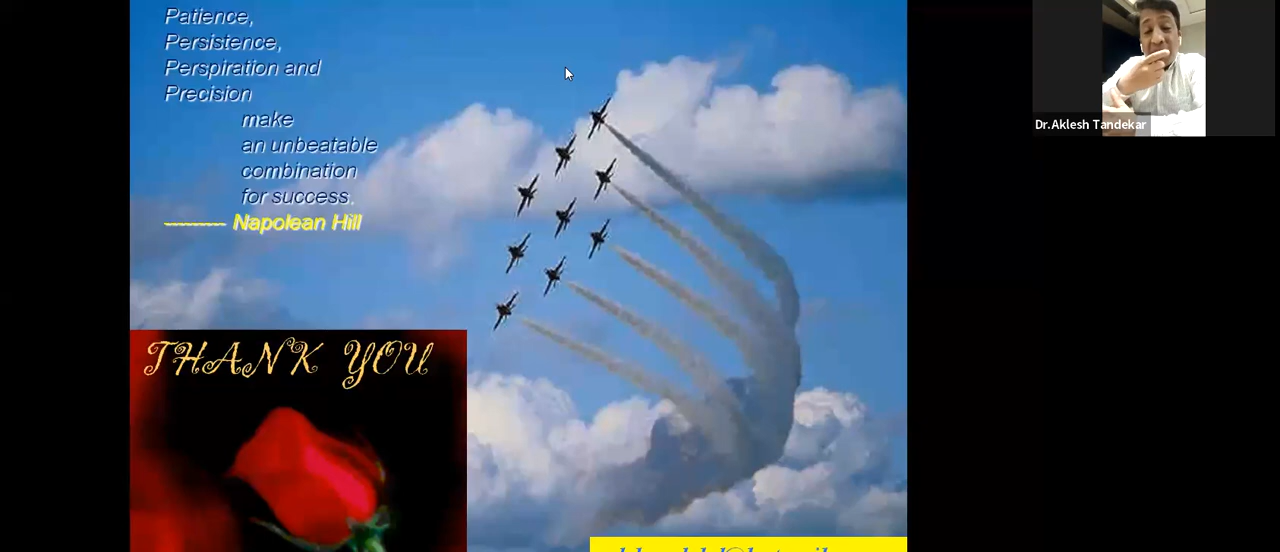 Patience,
Persistence,
Perspiration and
Precision
make
an unbeatable
combination
for success.
--------- Napolean Hill
THANK YOU
Dr.Aklesh Tandekar